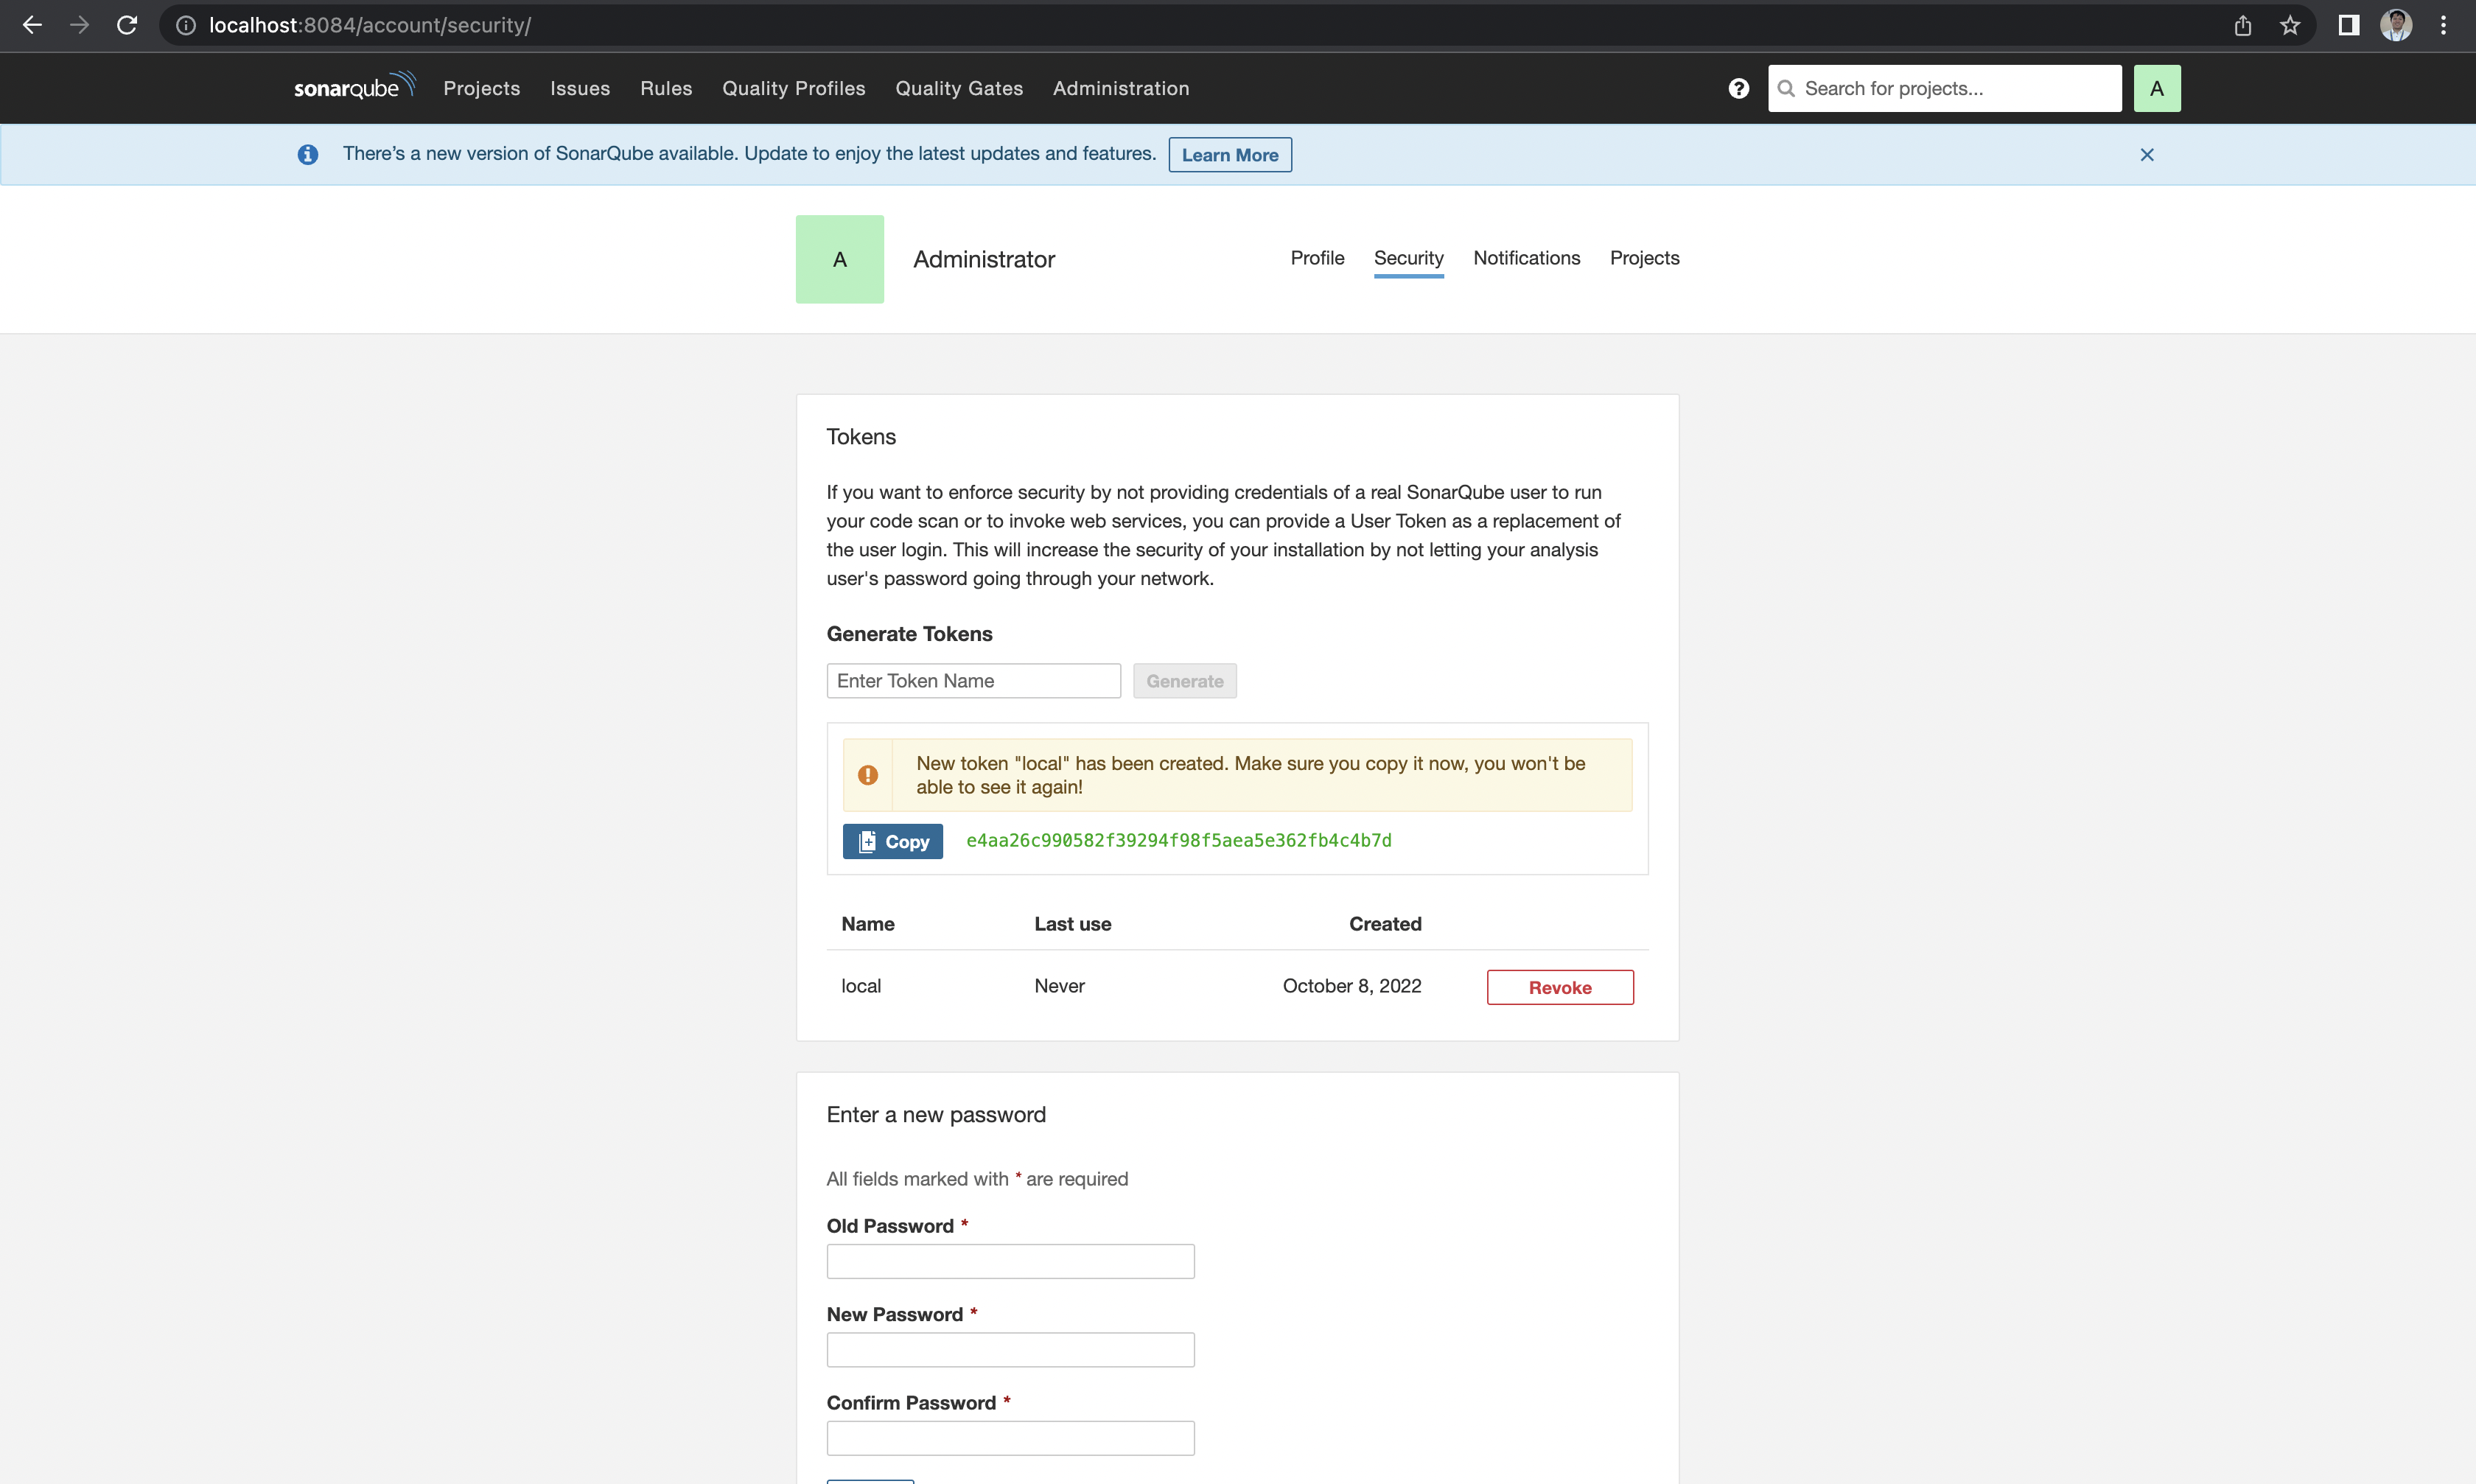 localhost:8084/account/security/
sonarqube Projects Issues Rules Quality Profiles Quality Gates Administration Search for projects... A
There's a new version of SonarQube available. Update to enjoy the latest updates and features. Learn More
A Administrator Profile Security Notifications Projects
Tokens
If you want to enforce security by not providing credentials of a real SonarQube user to run
your code scan or to invoke web services, you can provide a User Token as a replacement of
the user login. This will increase the security of your installation by not letting your analysis
user's password going through your network.
Generate Tokens
Enter Token Name Generate
New token "local" has been created. Make sure you copy it now, you won't be
able to see it again!
Copy e4aa26c990582f39294f98f5aea5e362fb4c4b7d
Name Last use Created
local Never October 8, 2022 Revoke
Enter a new password
All fields marked with * are required
Old Password *
New Password *
Confirm Password *